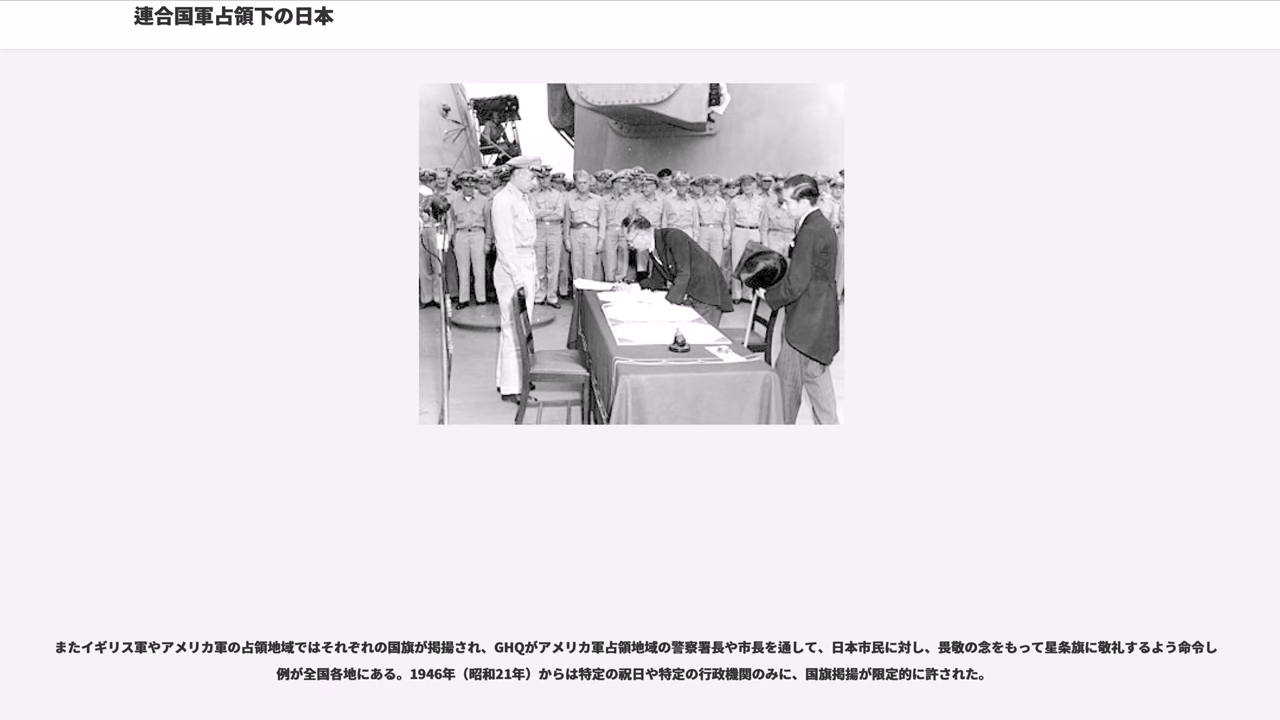 連合国軍占領下の日本
またイギリス軍やアメリカ軍の占領地域ではそれぞれの国旗が掲揚され、GHQがアメリカ軍占領地域の警察署長や市長を通して、日本市民に対し、畏敬の念をもって星条旗に敬礼するよう命令し
例が全国各地にある。1946年（昭和21年）からは特定の祝日や特定の行政機関のみに、国旗掲揚が限定的に許された。